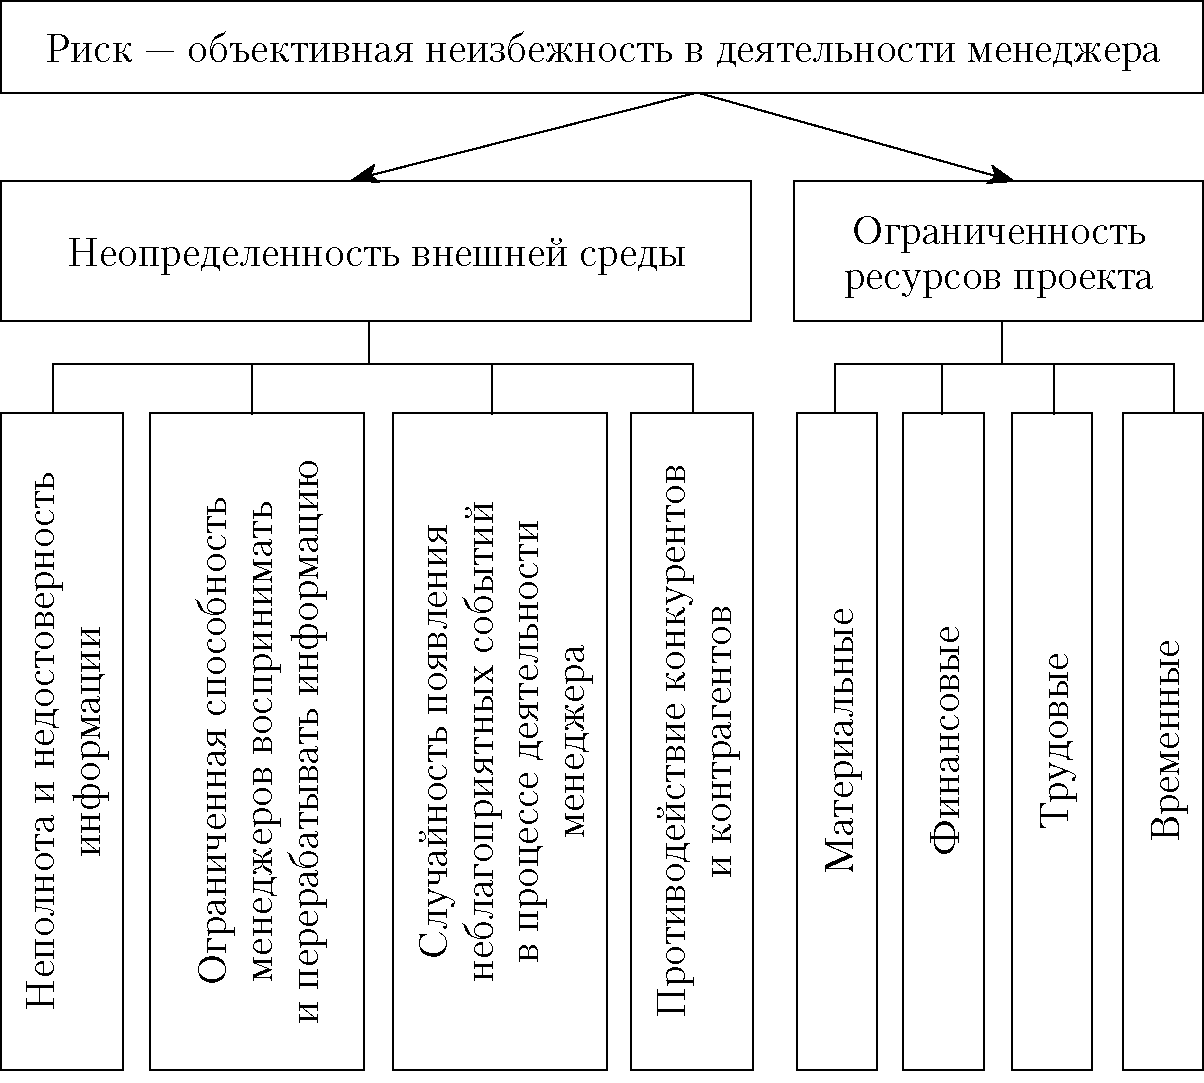 Риск — объективная неизбежность в деятельности менеджера
Неопределенность внешней среды
Ограниченность
ресурсов проекта
Неполнота и недостоверность
информации
Ограниченная способность
менеджеров воспринимать
и перерабатывать информацию
Случайность появления
неблагоприятных событий
в процессе деятельности
менеджера
Противодействие конкурентов
и контрагентов
Материальные
Финансовые
Трудовые
Временные